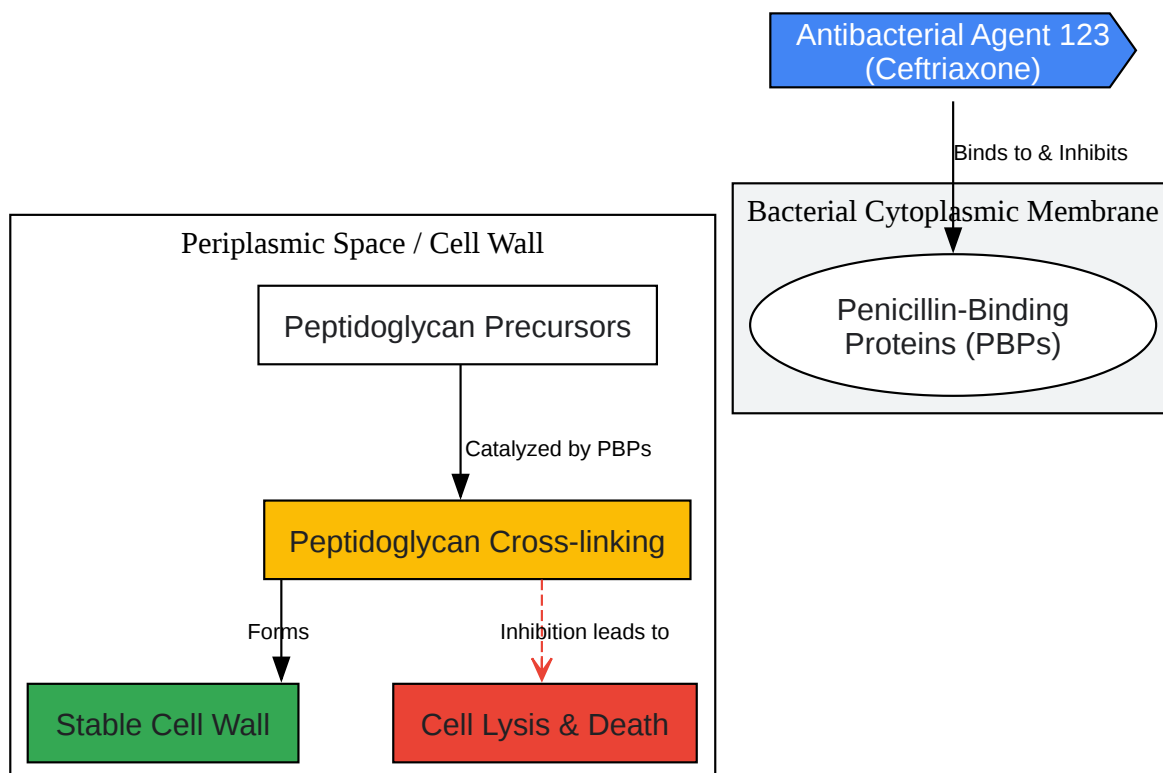 Antibacterial Agent 123
(Ceftriaxone)
Binds to & Inhibits
Bacterial Cytoplasmic Membrane
Penicillin-Binding
Proteins (PBPs)
Periplasmic Space / Cell Wall
Peptidoglycan Precursors
Catalyzed by PBPs
Peptidoglycan Cross-linking
Forms
Inhibition leads to
Stable Cell Wall
Cell Lysis & Death